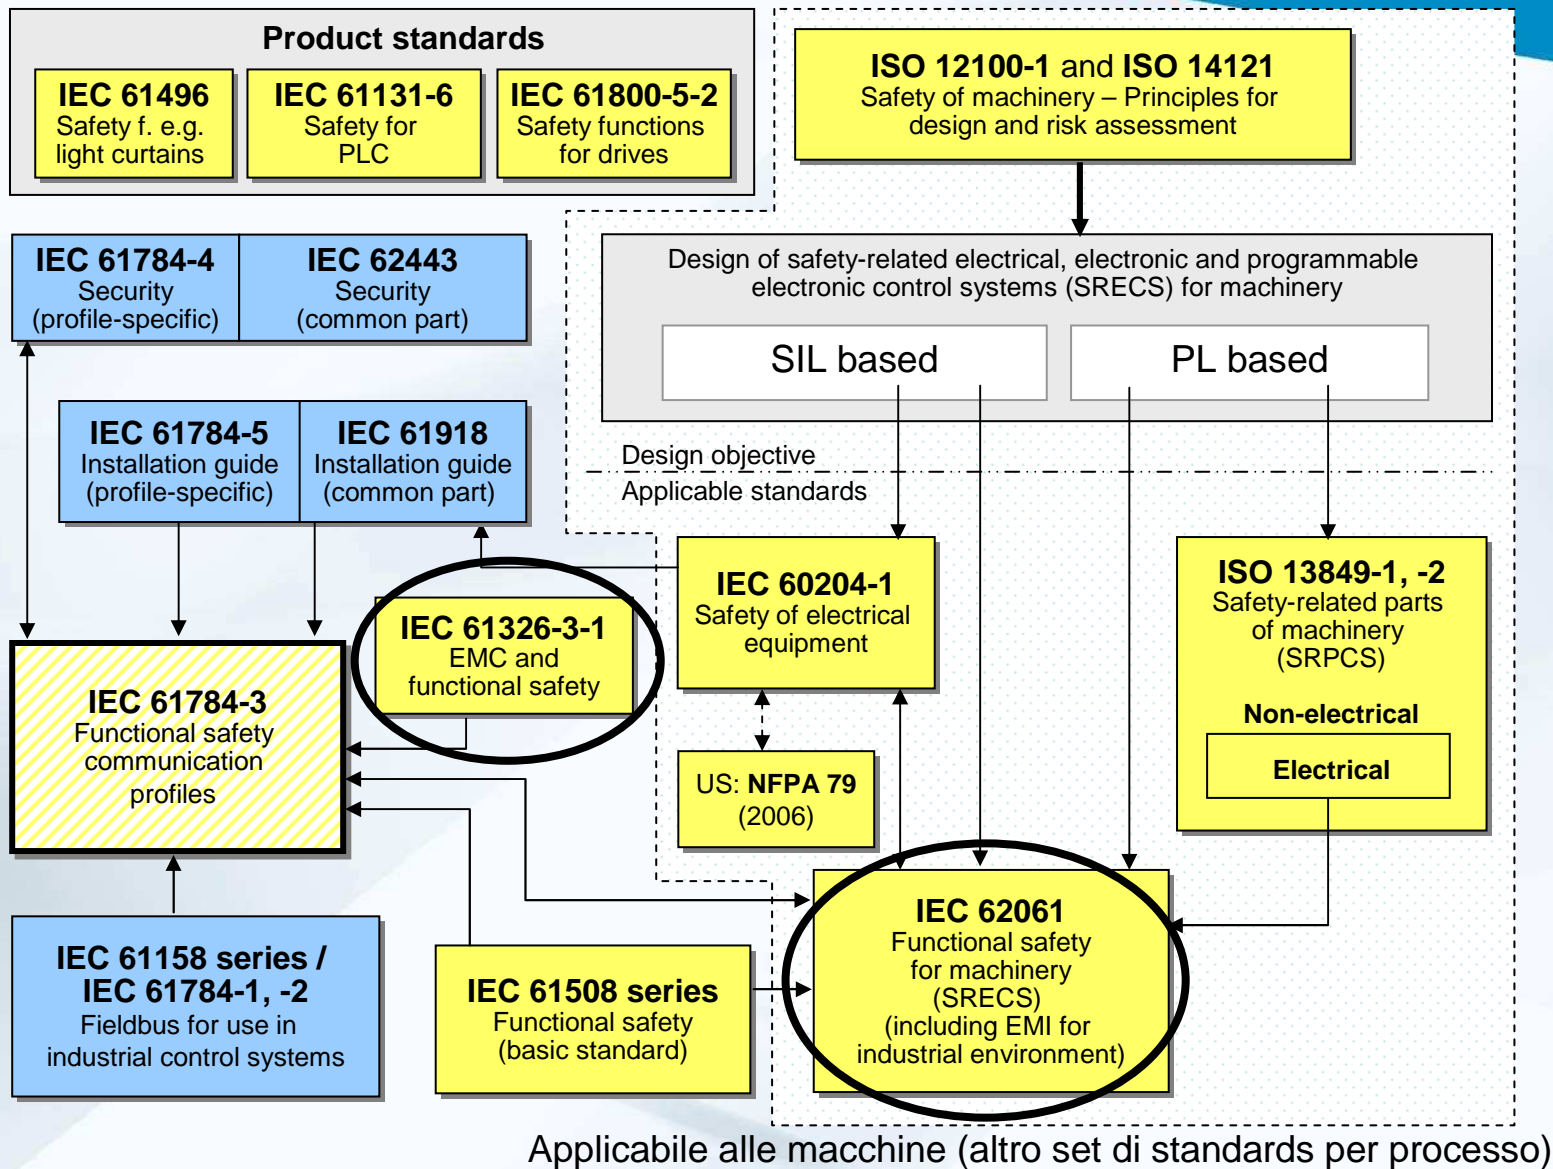 Product standards
IEC 61496
Safety f. e.g.
light curtains
IEC 61131-6
Safety for
PLC
IEC 61800-5-2
Safety functions
for drives
ISO 12100-1 and ISO 14121
Safety of machinery – Principles for
design and risk assessment
IEC 61784-4
Security
(profile-specific)
IEC 62443
Security
(common part)
Design of safety-related electrical, electronic and programmable
electronic control systems (SRECS) for machinery
SIL based
PL based
IEC 61784-5
Installation guide
(profile-specific)
IEC 61918
Installation guide
(common part)
Design objective
Applicable standards
IEC 60204-1
Safety of electrical
equipment
ISO 13849-1, -2
Safety-related parts
of machinery
(SRPCS)
Non-electrical
Electrical
IEC 61326-3-1
EMC and
functional safety
IEC 61784-3
Functional safety
communication
profiles
US: NFPA 79
(2006)
IEC 62061
Functional safety
for machinery
(SRECS)
(including EMI for
industrial environment)
IEC 61158 series /
IEC 61784-1, -2
Fieldbus for use in
industrial control systems
IEC 61508 series
Functional safety
(basic standard)
Applicabile alle macchine (altro set di standards per processo)